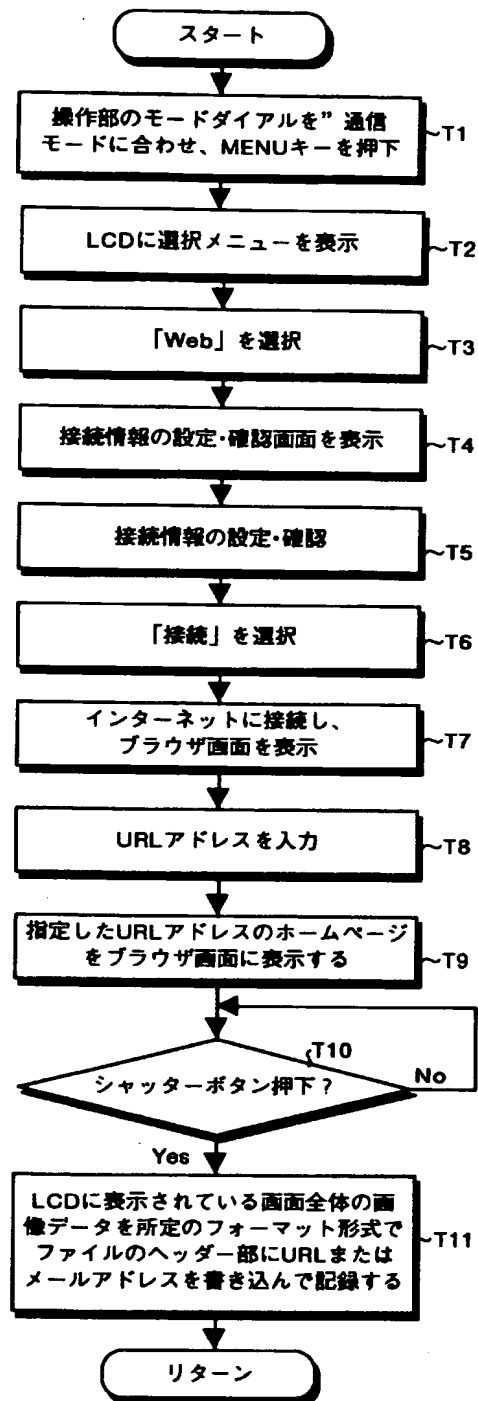 スタート
操作部のモードダイアルを”通信
モードに合わせ、MENUキーを押下
~T1
LCDに選択メニューを表示
~T2
「Web」を選択
~T3
接続情報の設定・確認画面を表示
~T4
接続情報の設定・確認
~T5
「接続」を選択
~T6
インターネットに接続し、
ブラウザ画面を表示
~T7
URLアドレスを入力
~T8
指定したURLアドレスのホームページ
をブラウザ画面に表示する
~T9
T10
シャッターボタン押下?
No
Yes
LCDに表示されている画面全体の画
像データを所定のフォーマット形式で
ファイルのヘッダー部にURLまたは
メールアドレスを書き込んで記録する
~T11
リターン